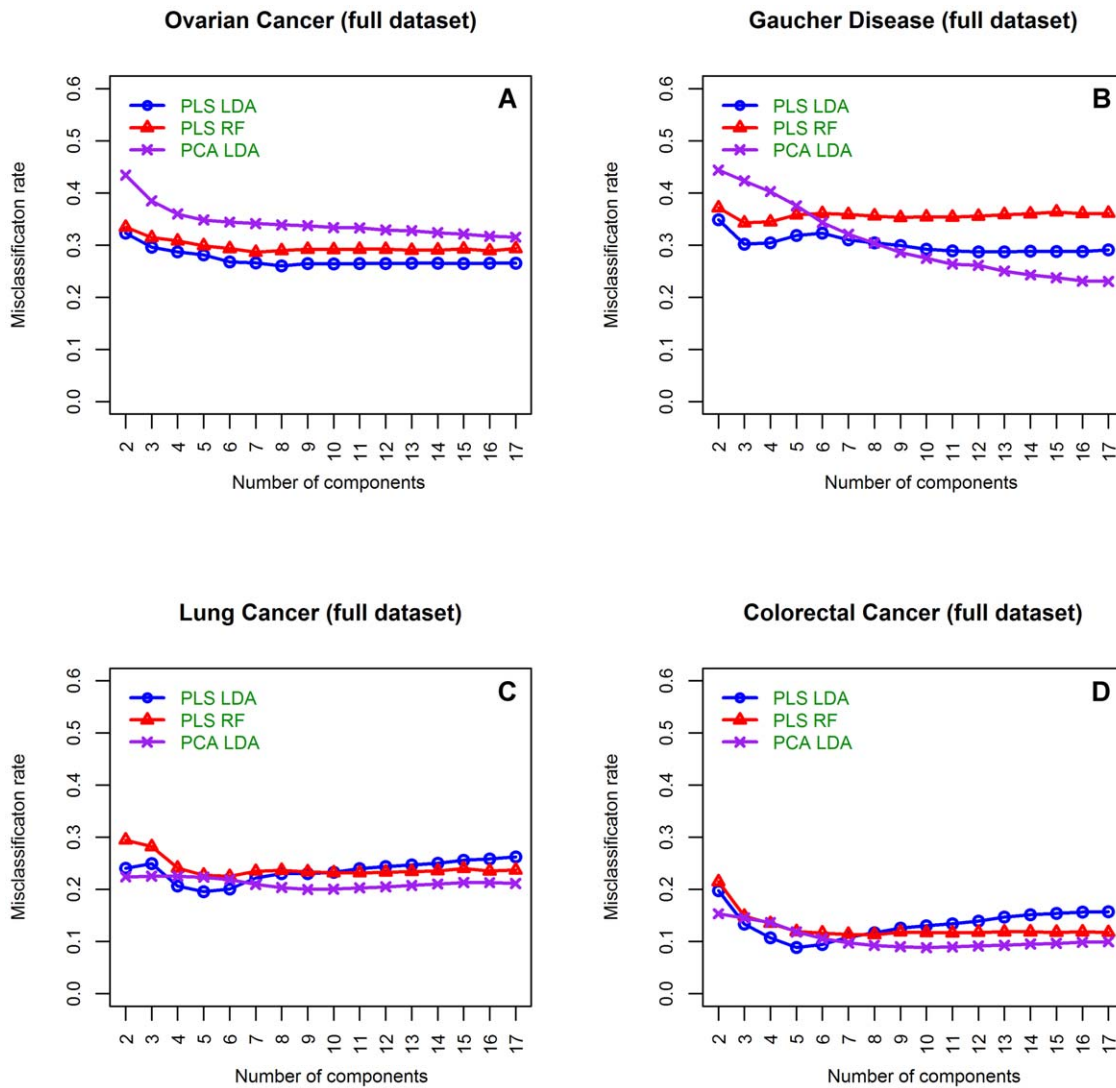 Ovarian Cancer (full dataset)
A
PLS LDA
PLS RF
PCA LDA
Misclassificaton rate
0.0 0.1 0.2 0.3 0.4 0.5 0.6
2 3 4 5 6 7 8 9 10 11 12 13 14 15 16 17
Number of components
Gaucher Disease (full dataset)
B
PLS LDA
PLS RF
PCA LDA
Misclassificaton rate
0.0 0.1 0.2 0.3 0.4 0.5 0.6
2 3 4 5 6 7 8 9 10 11 12 13 14 15 16 17
Number of components
Lung Cancer (full dataset)
C
PLS LDA
PLS RF
PCA LDA
Misclassificaton rate
0.0 0.1 0.2 0.3 0.4 0.5 0.6
2 3 4 5 6 7 8 9 10 11 12 13 14 15 16 17
Number of components
Colorectal Cancer (full dataset)
D
PLS LDA
PLS RF
PCA LDA
Misclassificaton rate
0.0 0.1 0.2 0.3 0.4 0.5 0.6
2 3 4 5 6 7 8 9 10 11 12 13 14 15 16 17
Number of components